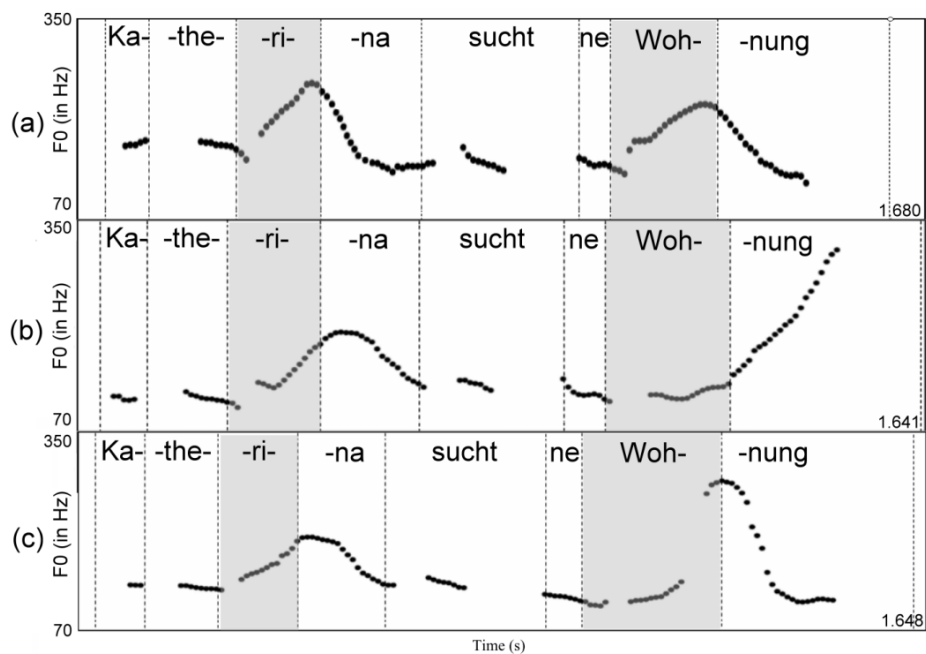 350
Ka- -the- -ri- -na sucht ne Woh- -nung
(a)
F0 (in Hz)
70
1.680
350
Ka- -the- -ri- -na sucht ne Woh- -nung
(b)
F0 (in Hz)
70
1.641
350
Ka- -the- -ri- -na sucht ne Woh- -nung
(c)
F0 (in Hz)
70
1.648
Time (s)